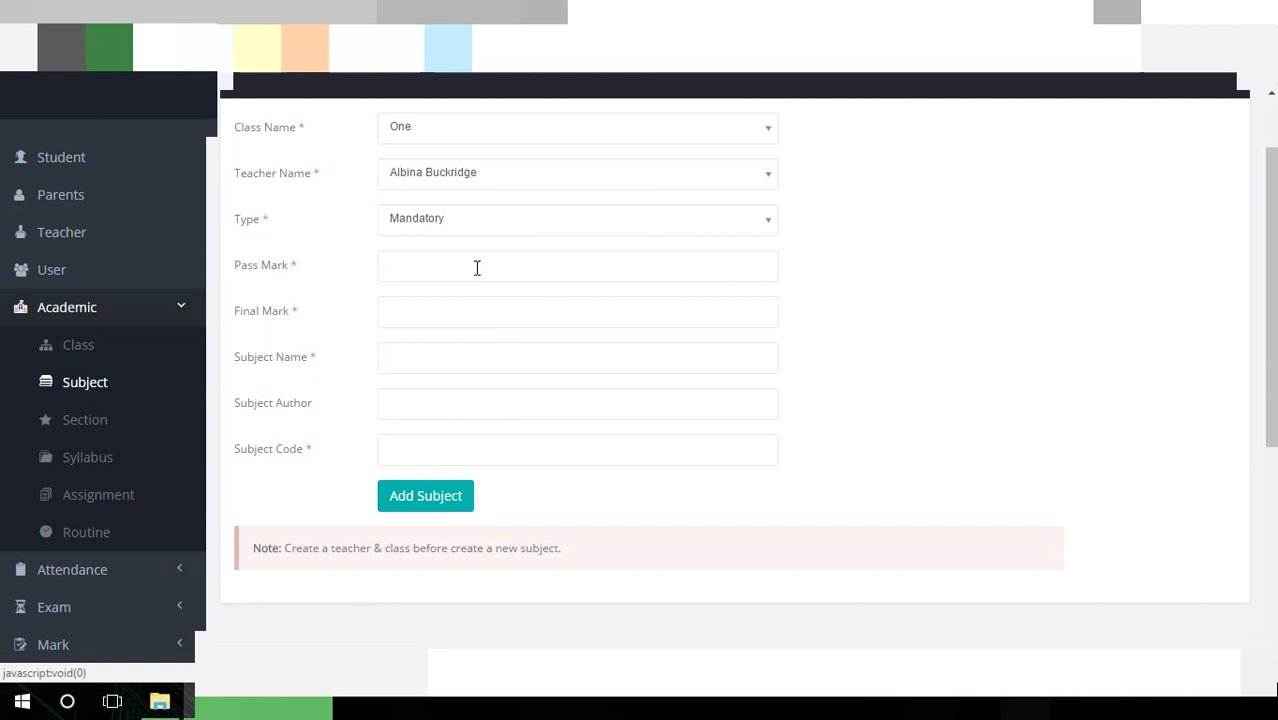 Class Name * One
Student
Teacher Name * Albina Buckridge
Parents
Type * Mandatory
Teacher
Pass Mark *
User
Academic
Final Mark *
Class
Subject Name *
Subject
Subject Author
Section
Subject Code *
Syllabus
Assignment
Add Subject
Routine
Note: Create a teacher & class before create a new subject.
Attendance
Exam
Mark
javascript:void(0)